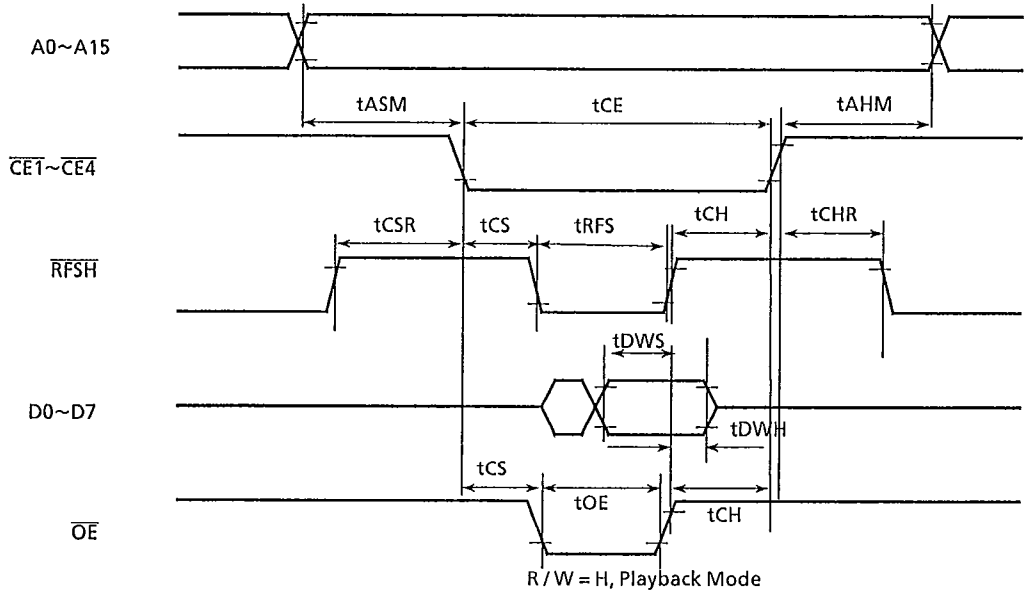 A0~A15
tASM
tCE
tAHM
CE1~CE4
tCSR
tCS
tRFS
tCH
tCHR
RFSH
tDWS
D0~D7
tDWH
tCS
tOE
tCH
OE
R / W = H, Playback Mode